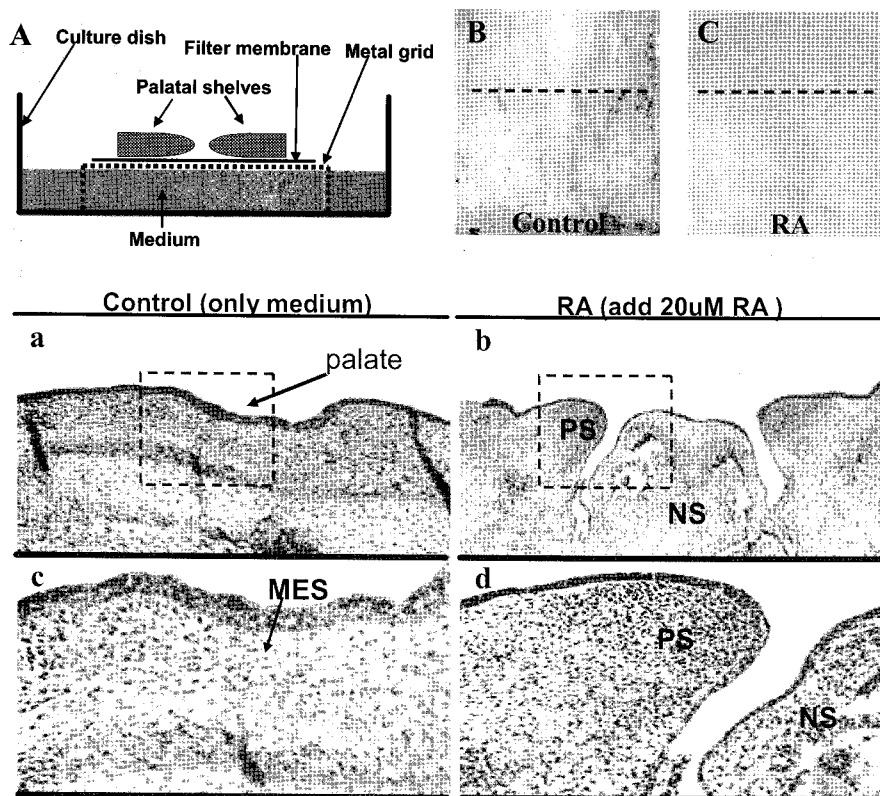 A
Culture dish
Filter membrane
Metal grid
Palatal shelves
Medium
B
Control
C
RA
Control (only medium)
RA (add 20uM RA )
a
palate
b
PS
NS
c
MES
d
PS
NS